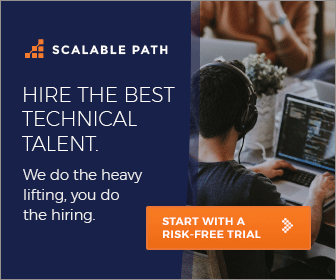 SCALABLE PATH
HIRE THE BEST
TECHNICAL
TALENT.
We do the heavy
lifting, you do
the hiring.
START WITH A
RISK-FREE TRIAL